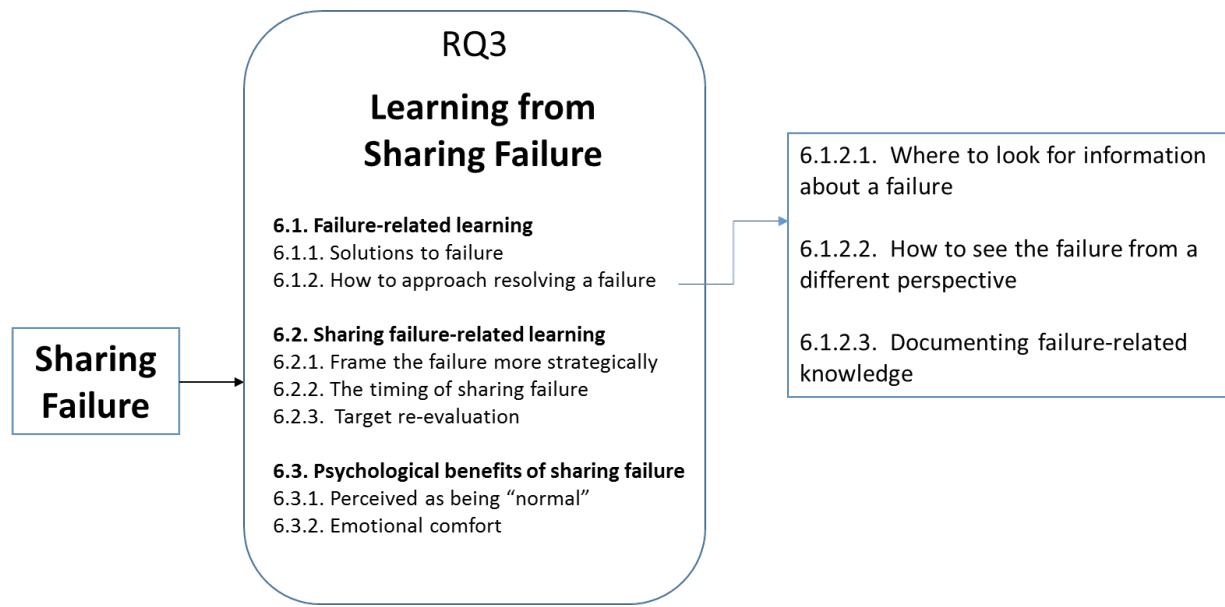 RQ3
Learning from
Sharing Failure
6.1. Failure-related learning
6.1.1. Solutions to failure
6.1.2. How to approach resolving a failure
6.2. Sharing failure-related learning
6.2.1. Frame the failure more strategically
6.2.2. The timing of sharing failure
6.2.3.  Target re-evaluation
6.3. Psychological benefits of sharing failure
6.3.1. Perceived as being “normal”
6.3.2. Emotional comfort
Sharing
Failure
6.1.2.1.  Where to look for information
about a failure
6.1.2.2.  How to see the failure from a
different perspective
6.1.2.3.  Documenting failure-related
knowledge